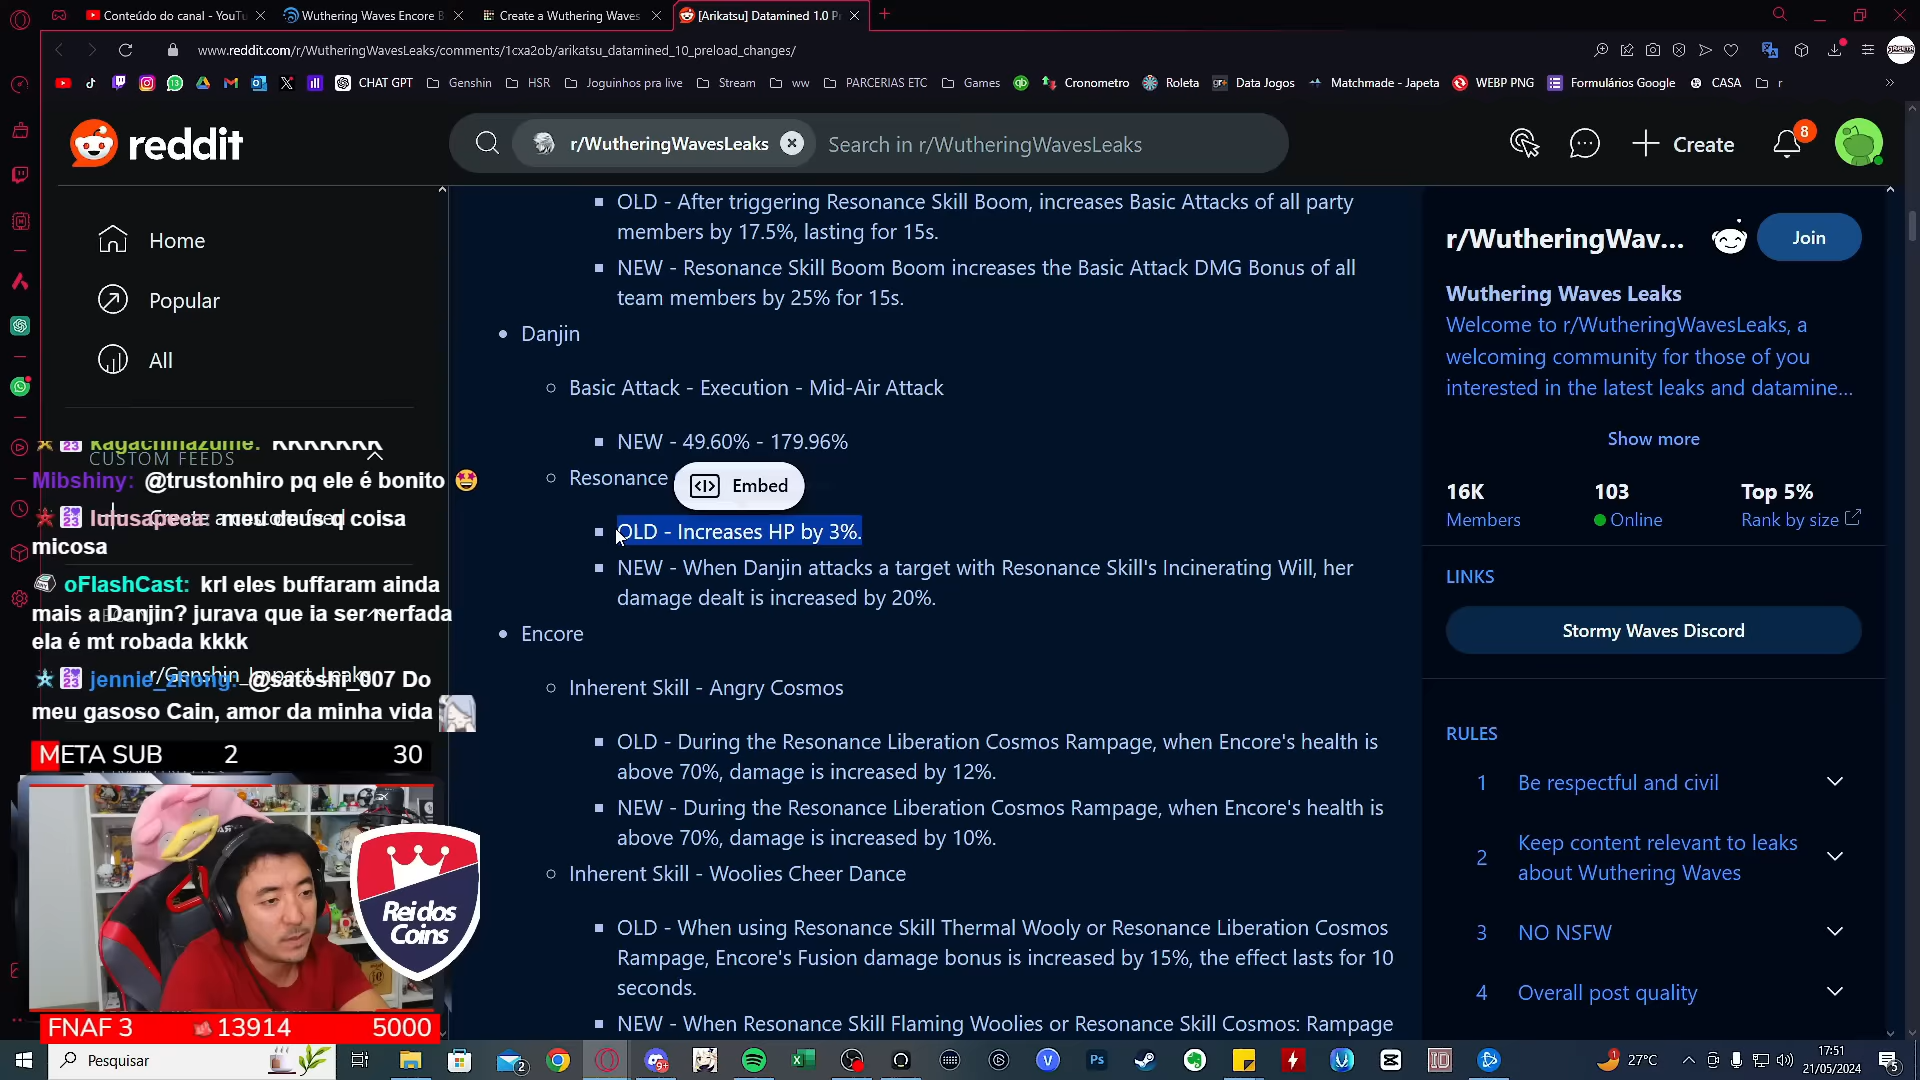 Conteúdo do canal - YouTu
Wuthering Waves Encore B
Create a Wuthering Waves
[Arikatsu] Datamined 1.0 P
www.reddit.com/r/WutheringWavesLeaks/comments/1cxa2ob/arikatsu_datamined_10_preload_changes/
CHAT GPT
Genshin
HSR
Joguinhos pra live
Stream
ww
PARCERIAS ETC
Games
Cronometro
Roleta
Data Jogos
Matchmade - Japeta
WEBP PNG
Formulários Google
CASA
r
reddit
r/WutheringWavesLeaks
Search in r/WutheringWavesLeaks
Create
8
Home
Popular
All
CUSTOM FEEDS
Create a custom feed
r/Genshin_Impact_Leaks
kagachinazume: KKKKKKK
Mibshiny: @trustonhiro pq ele é bonito
lulusapeca: meu deus q coisa
micosa
oFlashCast: krl eles buffaram ainda
mais a Danjin? jurava que ia ser nerfada
ela é mt robada kkkk
jennie_zhong: @satoshi_007 Do
meu gasoso Cain, amor da minha vida
META SUB 2 30
Rei dos
Coins
FNAF 3 13914 5000
OLD - After triggering Resonance Skill Boom, increases Basic Attacks of all party
members by 17.5%, lasting for 15s.
NEW - Resonance Skill Boom Boom increases the Basic Attack DMG Bonus of all
team members by 25% for 15s.
Danjin
Basic Attack - Execution - Mid-Air Attack
NEW - 49.60% - 179.96%
Resonance
Embed
OLD - Increases HP by 3%.
NEW - When Danjin attacks a target with Resonance Skill's Incinerating Will, her
damage dealt is increased by 20%.
Encore
Inherent Skill - Angry Cosmos
OLD - During the Resonance Liberation Cosmos Rampage, when Encore's health is
above 70%, damage is increased by 12%.
NEW - During the Resonance Liberation Cosmos Rampage, when Encore's health is
above 70%, damage is increased by 10%.
Inherent Skill - Woolies Cheer Dance
OLD - When using Resonance Skill Thermal Wooly or Resonance Liberation Cosmos
Rampage, Encore's Fusion damage bonus is increased by 15%, the effect lasts for 10
seconds.
NEW - When Resonance Skill Flaming Woolies or Resonance Skill Cosmos: Rampage
r/WutheringWav...
Join
Wuthering Waves Leaks
Welcome to r/WutheringWavesLeaks, a
welcoming community for those of you
interested in the latest leaks and datamine...
Show more
16K 103 Top 5%
Members Online Rank by size
LINKS
Stormy Waves Discord
RULES
1 Be respectful and civil
2 Keep content relevant to leaks
about Wuthering Waves
3 NO NSFW
4 Overall post quality
Pesquisar
27°C
17:51
21/05/2024